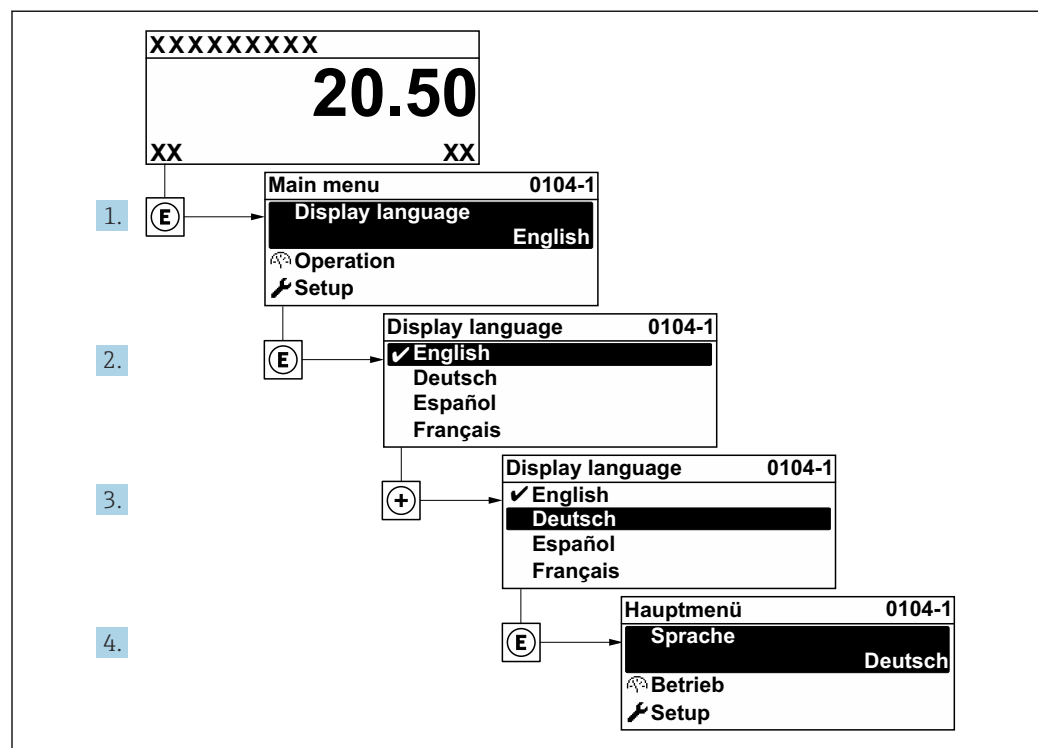 XXXXXXXXX
20.50
XX XX
1.
E
Main menu 0104-1
Display language
English
Operation
Setup
2.
E
Display language 0104-1
✔English
Deutsch
Español
Français
3.
+
Display language 0104-1
✔English
Deutsch
Español
Français
4.
E
Hauptmenü 0104-1
Sprache
Deutsch
Betrieb
Setup